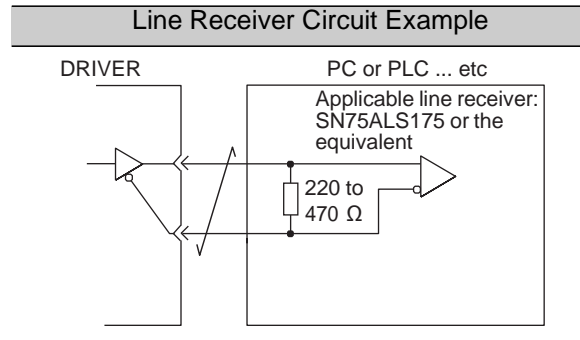 Line Receiver Circuit Example
DRIVER
PC or PLC ... etc
Applicable line receiver:
SN75ALS175 or the
equivalent
220 to
470 Ω